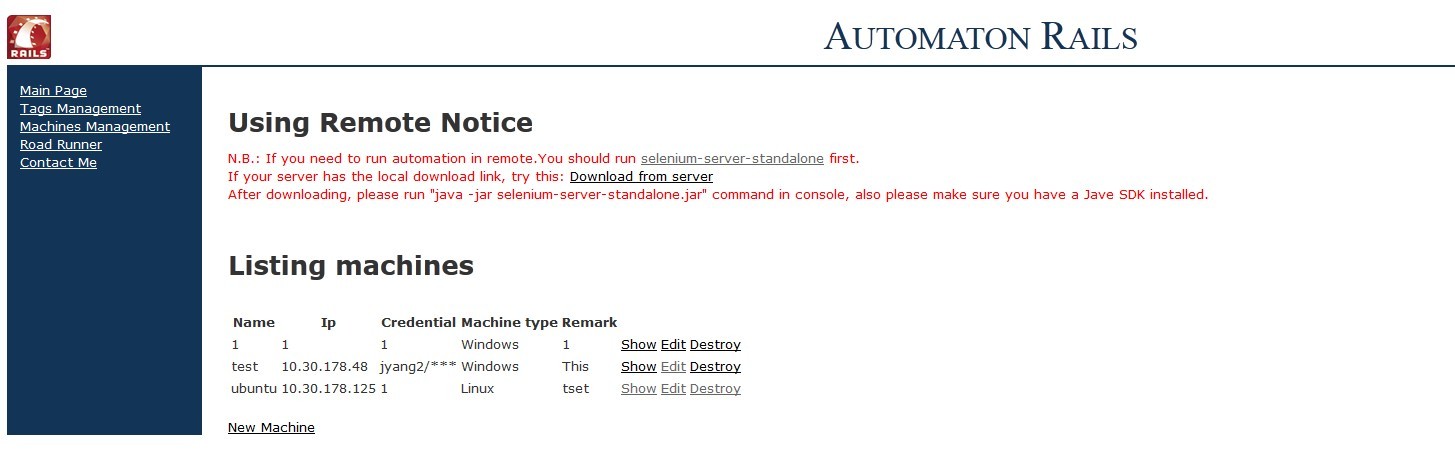 RAILS
AUTOMATON RAILS
Main Page
Tags Management
Machines Management
Road Runner
Contact Me
Using Remote Notice
N.B.: If you need to run automation in remote.You should run selenium-server-standalone first.
If your server has the local download link, try this: Download from server
After downloading, please run "java -jar selenium-server-standalone.jar" command in console, also please make sure you have a Jave SDK installed.
Listing machines
Name Ip Credential Machine type Remark
1 1 1 Windows 1 Show Edit Destroy
test 10.30.178.48 jyang2/*** Windows This Show Edit Destroy
ubuntu 10.30.178.125 1 Linux tset Show Edit Destroy
New Machine